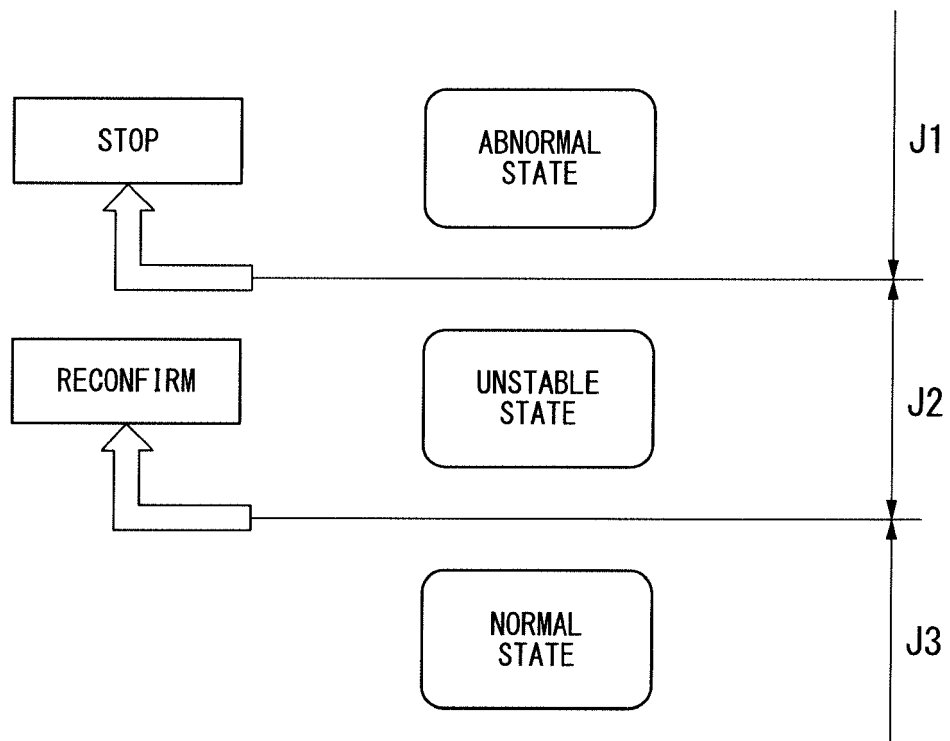 STOP
ABNORMAL
STATE
J1
RECONFIRM
UNSTABLE
STATE
J2
NORMAL
STATE
J3